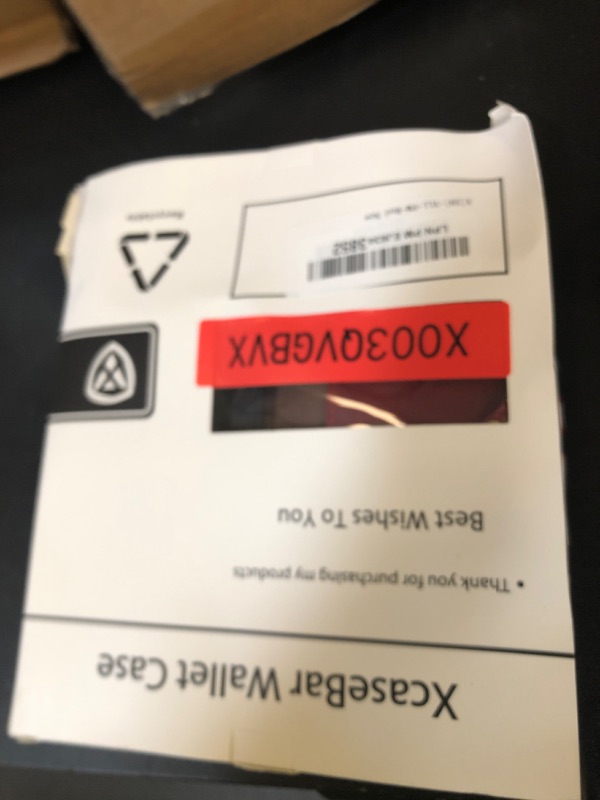 XcaseBar Wallet Case
• Thank you for purchasing my products
Best Wishes To You
X003QVGBVX
Recyclable